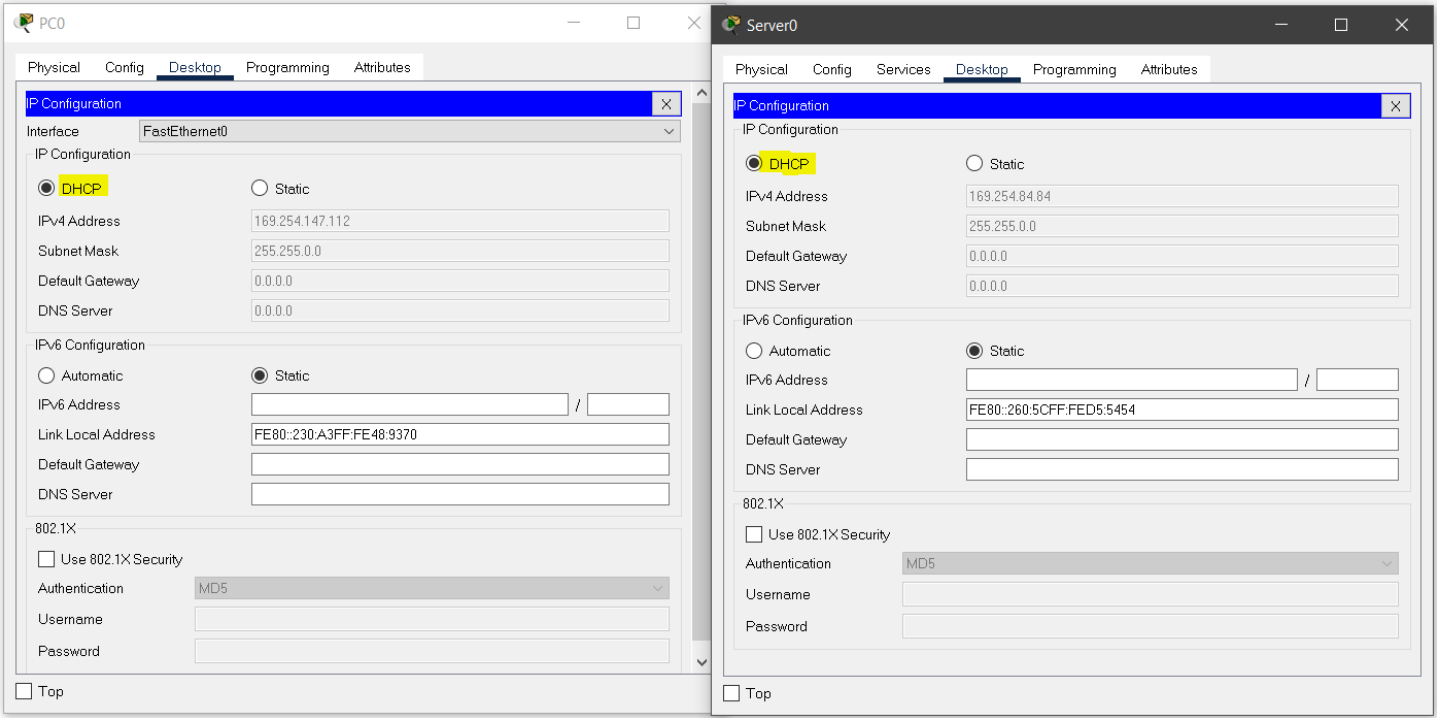 PC0
Physical Config Desktop Programming Attributes
IP Configuration X
Interface FastEthernet0
IP Configuration
DHCP Static
IPv4 Address 169.254.147.112
Subnet Mask 255.255.0.0
Default Gateway 0.0.0.0
DNS Server 0.0.0.0
IPv6 Configuration
Automatic Static
IPv6 Address /
Link Local Address FE80::230:A3FF:FE48:9370
Default Gateway
DNS Server
802.1X
Use 802.1X Security
Authentication MD5
Username
Password
Top
Server0
Physical Config Services Desktop Programming Attributes
IP Configuration X
IP Configuration
DHCP Static
IPv4 Address 169.254.84.84
Subnet Mask 255.255.0.0
Default Gateway 0.0.0.0
DNS Server 0.0.0.0
IPv6 Configuration
Automatic Static
IPv6 Address /
Link Local Address FE80::260:5CFF:FED5:5454
Default Gateway
DNS Server
802.1X
Use 802.1X Security
Authentication MD5
Username
Password
Top